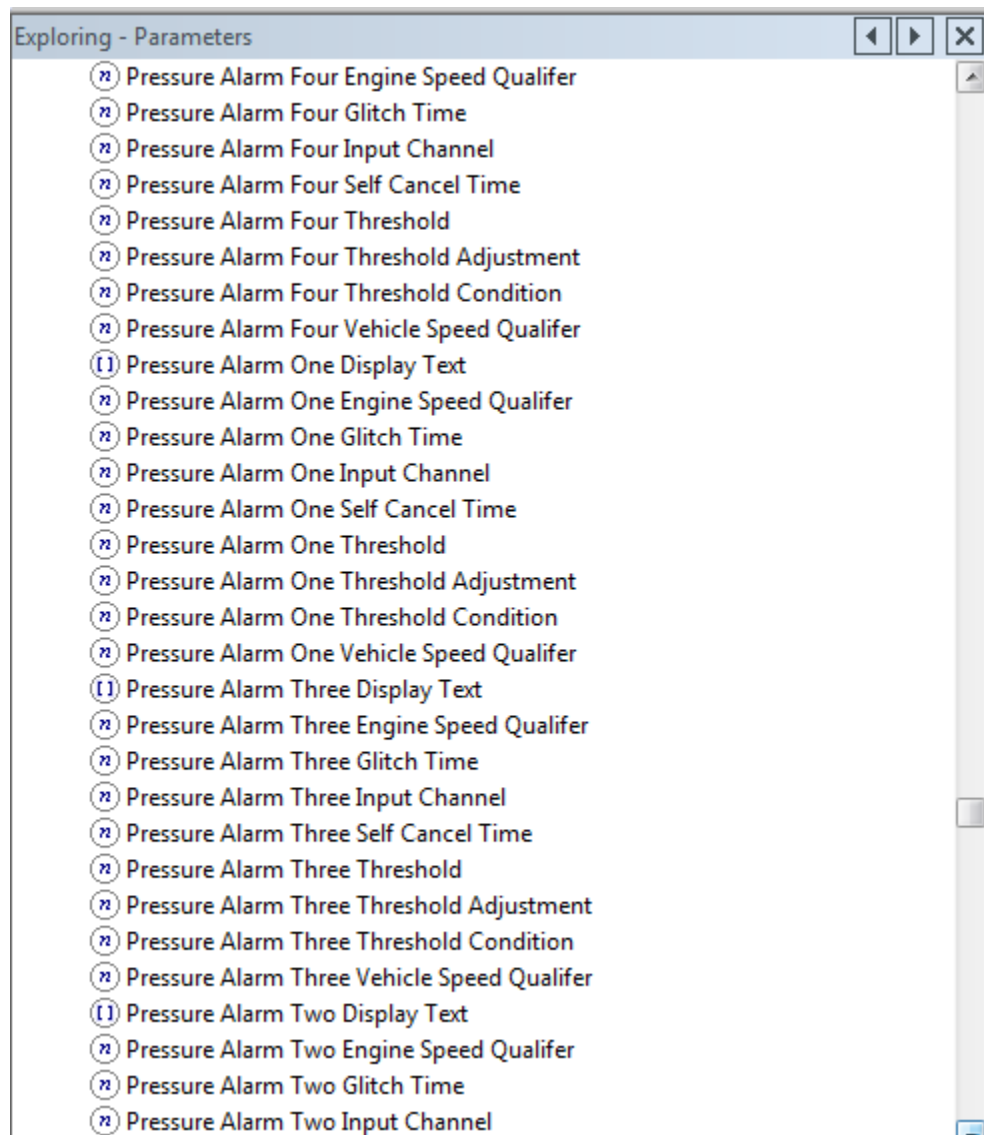 Exploring - Parameters
Pressure Alarm Four Engine Speed Qualifer
Pressure Alarm Four Glitch Time
Pressure Alarm Four Input Channel
Pressure Alarm Four Self Cancel Time
Pressure Alarm Four Threshold
Pressure Alarm Four Threshold Adjustment
Pressure Alarm Four Threshold Condition
Pressure Alarm Four Vehicle Speed Qualifer
Pressure Alarm One Display Text
Pressure Alarm One Engine Speed Qualifer
Pressure Alarm One Glitch Time
Pressure Alarm One Input Channel
Pressure Alarm One Self Cancel Time
Pressure Alarm One Threshold
Pressure Alarm One Threshold Adjustment
Pressure Alarm One Threshold Condition
Pressure Alarm One Vehicle Speed Qualifer
Pressure Alarm Three Display Text
Pressure Alarm Three Engine Speed Qualifer
Pressure Alarm Three Glitch Time
Pressure Alarm Three Input Channel
Pressure Alarm Three Self Cancel Time
Pressure Alarm Three Threshold
Pressure Alarm Three Threshold Adjustment
Pressure Alarm Three Threshold Condition
Pressure Alarm Three Vehicle Speed Qualifer
Pressure Alarm Two Display Text
Pressure Alarm Two Engine Speed Qualifer
Pressure Alarm Two Glitch Time
Pressure Alarm Two Input Channel